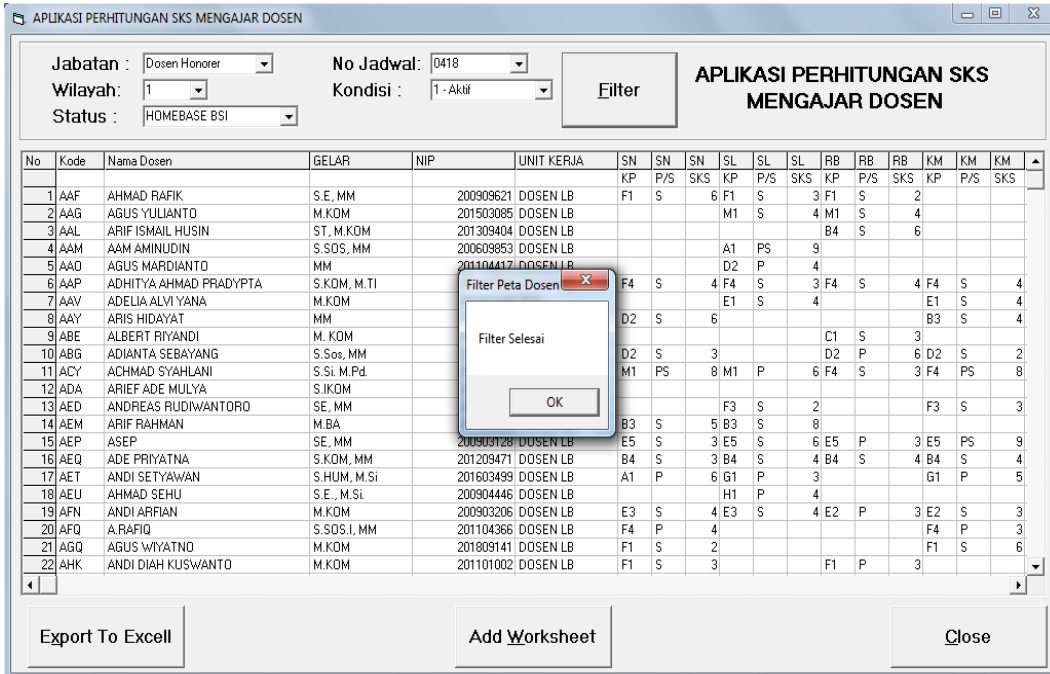 APLIKASI PERHITUNGAN SKS MENGAJAR DOSEN
Jabatan : Dosen Honorer No Jadwal: 0418
Wilayah: 1 Kondisi : 1 - Aktif
Status : HOMEBASE BSI
Filter
APLIKASI PERHITUNGAN SKS
MENGAJAR DOSEN
No Kode Nama Dosen GELAR NIP UNIT KERJA SN SN SN SL SL SL RB RB RB KM KM KM
KP P/S SKS KP P/S SKS KP P/S SKS KP P/S SKS
1 AAF AHMAD RAFIK S.E, MM 200909621 DOSEN LB F1 S 6 F1 S 3 F1 S 2
2 AAG AGUS YULIANTO M.KOM 201503085 DOSEN LB M1 S 4 M1 S 4
3 AAL ARIF ISMAIL HUSIN ST, M.KOM 201309404 DOSEN LB B4 S 6
4 AAM AAM AMINUDIN S.SOS, MM 200609853 DOSEN LB A1 PS 9
5 AAO AGUS MARDIANTO MM 201104417 DOSEN LB D2 P 4
6 AAP ADHITYA AHMAD PRADYPTA S.KOM, M.TI F4 S 4 F4 S 3 F4 S 4 F4 S 4
7 AAV ADELIA ALVI YANA M.KOM E1 S 4 E1 S 4
8 AAY ARIS HIDAYAT MM D2 S 6 B3 S 4
9 ABE ALBERT RIYANDI M. KOM C1 S 3
10 ABG ADIANTA SEBAYANG S.Sos, MM D2 S 3 D2 P 6 D2 S 2
11 ACY ACHMAD SYAHLANI S.Si. M.Pd. M1 PS 8 M1 P 6 F4 S 3 F4 PS 8
12 ADA ARIEF ADE MULYA S.IKOM
13 AED ANDREAS RUDIWANTORO SE, MM F3 S 2 F3 S 3
14 AEM ARIF RAHMAN M.BA B3 S 5 B3 S 8
15 AEP ASEP SE, MM 200903128 DOSEN LB E5 S 3 E5 S 6 E5 P 3 E5 PS 9
16 AEQ ADE PRIYATNA S.KOM, MM 201209471 DOSEN LB B4 S 3 B4 S 4 B4 S 4 B4 S 4
17 AET ANDI SETYAWAN S.HUM, M.Si 201603499 DOSEN LB A1 P 6 G1 P 3 G1 P 5
18 AEU AHMAD SEHU S.E., M.Si. 200904446 DOSEN LB H1 P 4
19 AFN ANDI ARFIAN M.KOM 200903206 DOSEN LB E3 S 4 E3 S 4 E2 P 3 E2 S 3
20 AFQ A.RAFIQ S.SOS.I, MM 201104366 DOSEN LB F4 P 4 F4 P 3
21 AGQ AGUS WIYATNO M.KOM 201809141 DOSEN LB F1 S 2 F1 S 6
22 AHK ANDI DIAH KUSWANTO M.KOM 201101002 DOSEN LB F1 S 3 F1 P 3
Filter Peta Dosen
Filter Selesai
OK
Export To Excell
Add Worksheet
Close